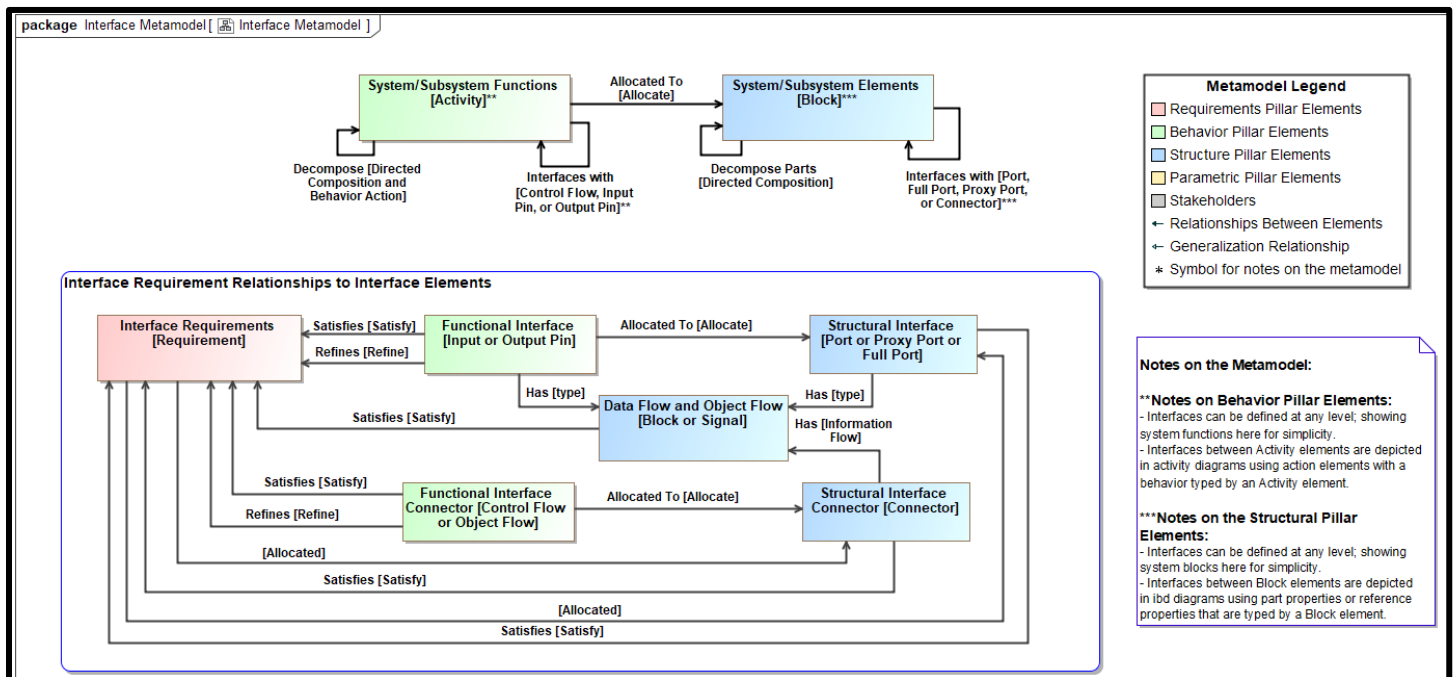 package Interface Metamodel[ Interface Metamodel ]
System/Subsystem Functions
[Activity]**
Allocated To
[Allocate]
System/Subsystem Elements
[Block]***
Decompose [Directed
Composition and
Behavior Action]
Interfaces with
[Control Flow, Input
Pin, or Output Pin]**
Decompose Parts
[Directed Composition]
Interfaces with [Port,
Full Port, Proxy Port,
or Connector]***
Metamodel Legend
Requirements Pillar Elements
Behavior Pillar Elements
Structure Pillar Elements
Parametric Pillar Elements
Stakeholders
Relationships Between Elements
Generalization Relationship
* Symbol for notes on the metamodel
Interface Requirement Relationships to Interface Elements
Interface Requirements
[Requirement]
Satisfies [Satisfy]
Refines [Refine]
Functional Interface
[Input or Output Pin]
Allocated To [Allocate]
Structural Interface
[Port or Proxy Port or
Full Port]
Has [type]
Has [type]
Satisfies [Satisfy]
Data Flow and Object Flow
[Block or Signal]
Has [Information
Flow]
Satisfies [Satisfy]
Refines [Refine]
Functional Interface
Connector [Control Flow
or Object Flow]
Allocated To [Allocate]
Structural Interface
Connector [Connector]
[Allocated]
Satisfies [Satisfy]
[Allocated]
Satisfies [Satisfy]
Notes on the Metamodel:
**Notes on Behavior Pillar Elements:
- Interfaces can be defined at any level; showing
system functions here for simplicity.
- Interfaces between Activity elements are depicted
in activity diagrams using action elements with a
behavior typed by an Activity element.
***Notes on the Structural Pillar
Elements:
- Interfaces can be defined at any level; showing
system blocks here for simplicity.
- Interfaces between Block elements are depicted
in ibd diagrams using part properties or reference
properties that are typed by a Block element.